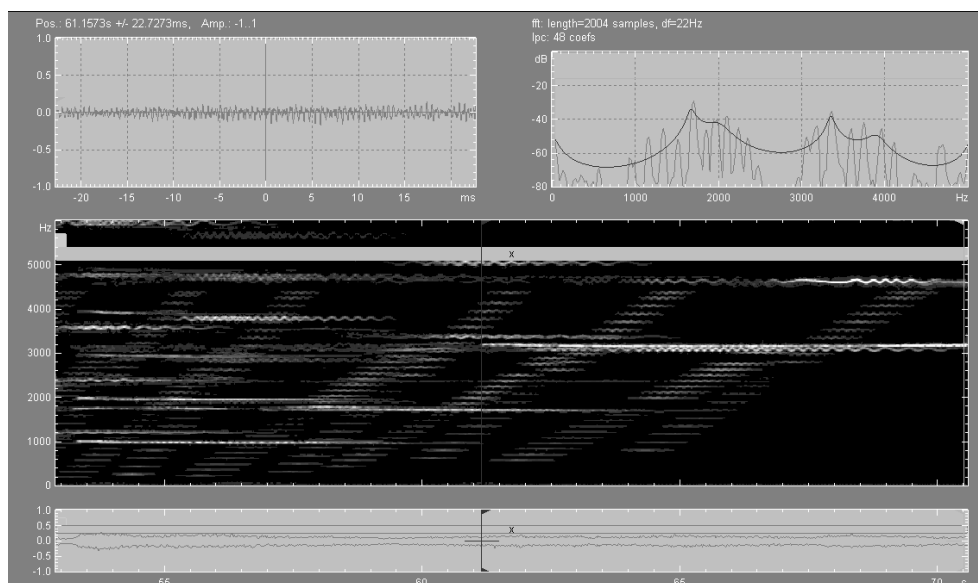 Pos.: 61.1573s +/- 22.7273ms, Amp.: -1..1
fft: length=2004 samples, df=22Hz
lpc: 48 coefs
1.0
0.5
0.0
-0.5
-1.0
-20 -15 -10 -5 0 5 10 15 ms
dB
-20
-40
-60
-80
0 1000 2000 3000 4000 Hz
Hz
5000
4000
3000
2000
1000
0
x
1.0
0.5
0.0
-0.5
-1.0
x
55 60 65 70 s